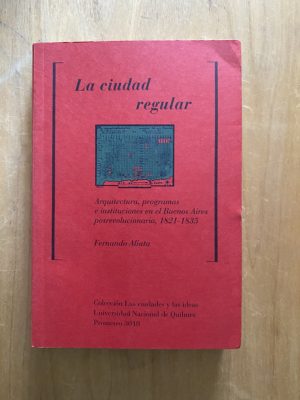 La ciudad
regular
Arquitectura, programas
e instituciones en el Buenos Aires
posrevolucionario, 1821-1835
Fernando Aliata
Colección Las ciudades y las ideas
Universidad Nacional de Quilmes
Prometeo 3010